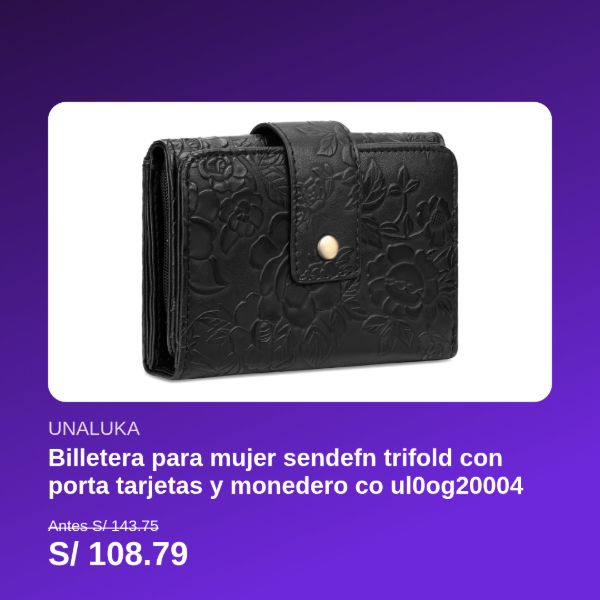 UNALUKA
Billetera para mujer sendefn trifold con
porta tarjetas y monedero co ul0og20004
Antes S/ 143.75
S/ 108.79